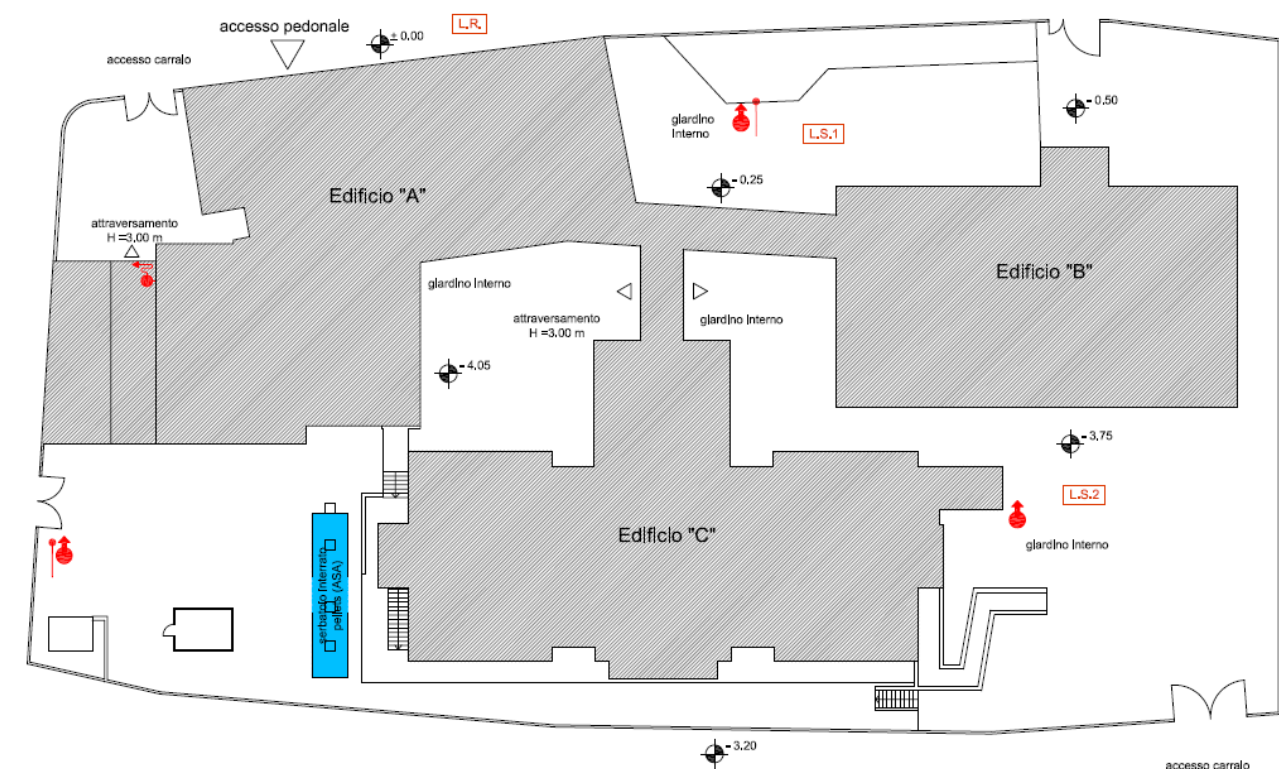 accesso pedonale
L.R.
± 0.00
accesso carralo
- 0.50
giardino
Interno
L.S.1
- 0.25
Edificio "A"
attraversamento
H =3.00 m
giardino Interno
Edificio "B"
attraversamento
H =3.00 m
giardino Interno
- 4.05
- 3.75
L.S.2
Edificio "C"
giardino Interno
serbatoio Interrato
pellets (ASA)
- 3.20
accesso carralo